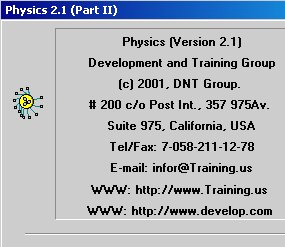 Physics 2.1 (Part II)
Physics (Version 2.1)
Development and Training Group
(c) 2001, DNT Group.
# 200 c/o Post Int., 357 975Av.
Suite 975, California, USA
Tel/Fax: 7-058-211-12-78
E-mail: infor@Training.us
WWW: http://www.Training.us
WWW: http://www.develop.com